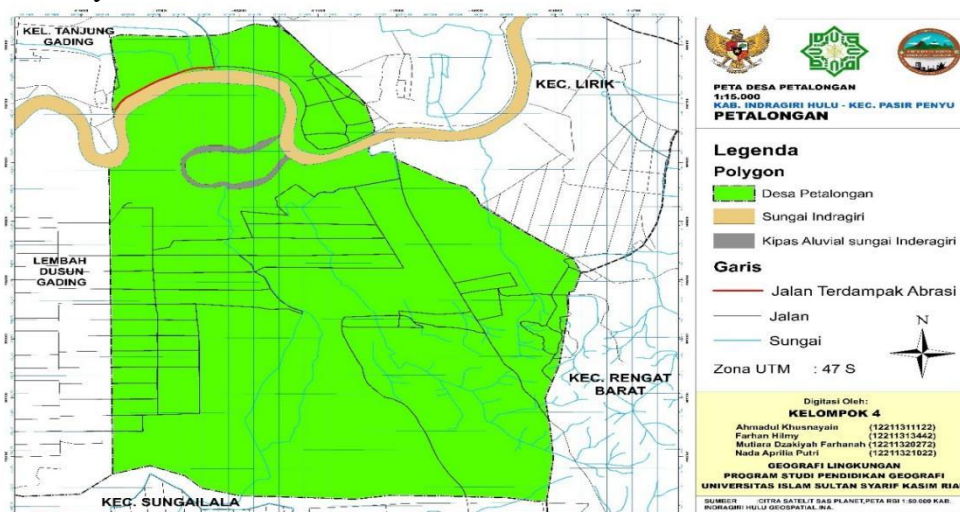 KEL. TANJUNG
GADING
KEC. LIRIK
LEMBAH
DUSUN
GADING
KEC. RENGAT
BARAT
KEC. SUNGAILALA
PETA DESA PETALONGAN
1:15.000
KAB. INDRAGIRI HULU - KEC. PASIR PENYU
PETALONGAN
Legenda
Polygon
Desa Petalongan
Sungai Indragiri
Kipas Aluvial sungai Inderagiri
Garis
Jalan Terdampak Abrasi
Jalan
Sungai
N
Zona UTM : 47 S
Digitasi Oleh:
KELOMPOK 4
Ahmadul Khusnayain (12211311122)
Farhan Hilmy (12211313442)
Mutiara Dzakiyah Farhanah (12211320272)
Nada Aprilia Putri (12211321022)
GEOGRAFI LINGKUNGAN
PROGRAM STUDI PENDIDIKAN GEOGRAFI
UNIVERSITAS ISLAM SULTAN SYARIF KASIM RIA
SUMBER :CITRA SATELIT SAS PLANET,PETA RBI 1:50.000 KAB.
INDRAGIRI HULU GEOSPATIAL.INA.